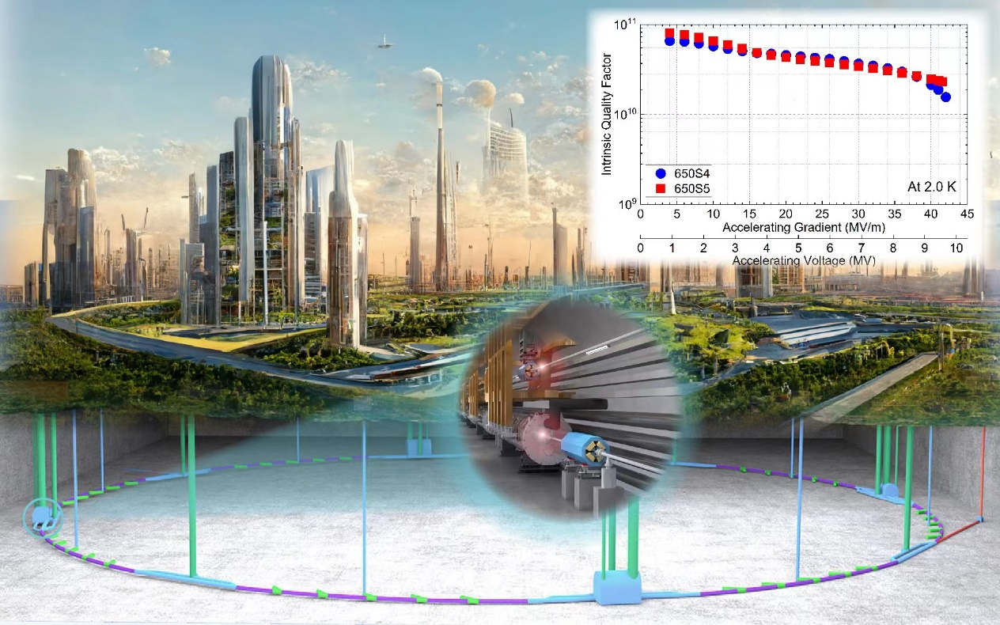 10¹¹
10¹⁰
10⁹
Intrinsic Quality Factor
650S4
650S5
At 2.0 K
0 5 10 15 20 25 30 35 40 45
Accelerating Gradient (MV/m)
0 1 2 3 4 5 6 7 8 9 10
Accelerating Voltage (MV)